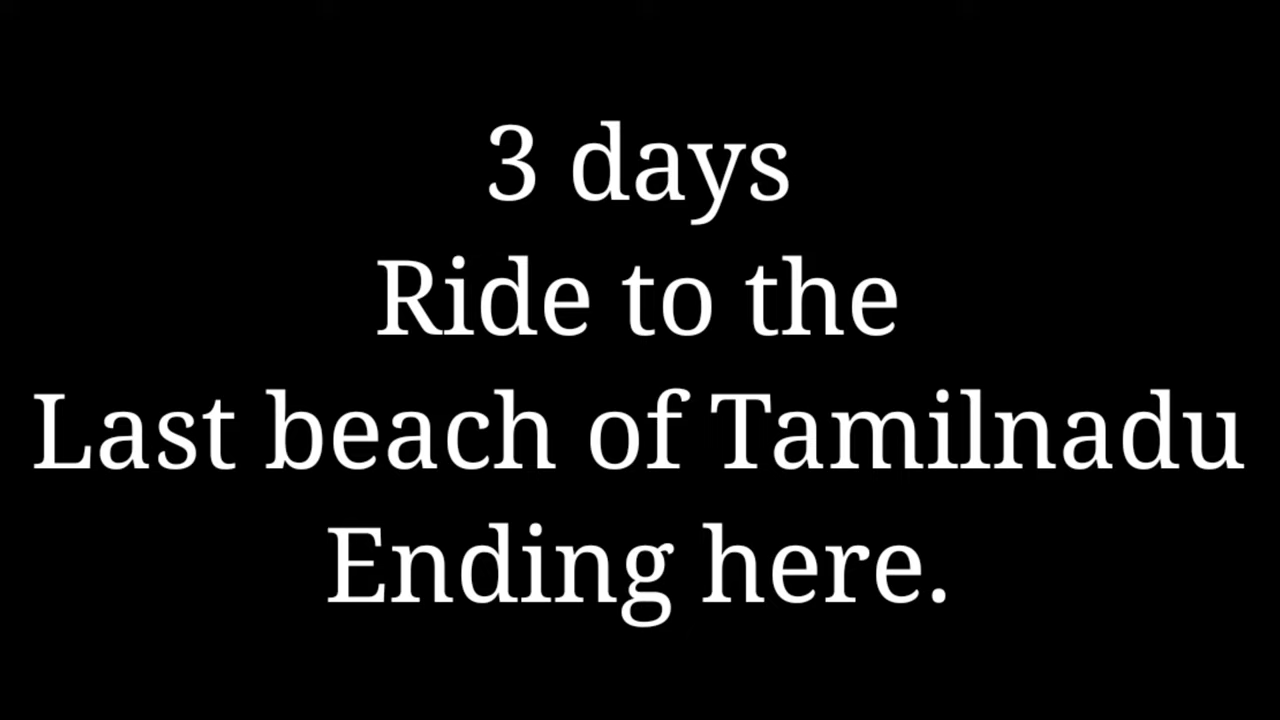 3 days
Ride to the
Last beach of Tamilnadu
Ending here.